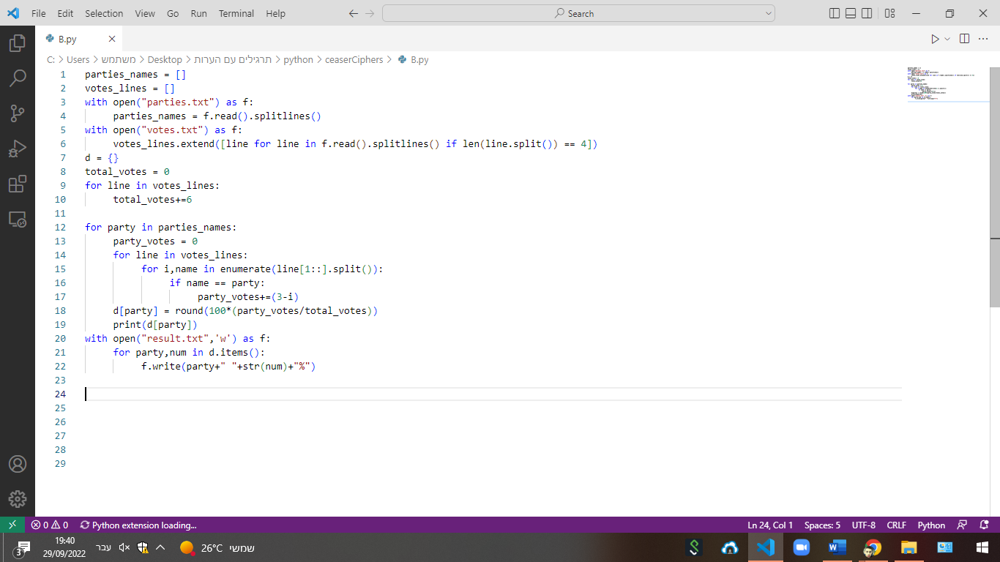 File Edit Selection View Go Run Terminal Help Search
B.py
C: > Users > משתמש > Desktop > תרגילים עם הערות > python > ceaserCiphers > B.py
1 parties_names = []
2 votes_lines = []
3 with open("parties.txt") as f:
4 parties_names = f.read().splitlines()
5 with open("votes.txt") as f:
6 votes_lines.extend([line for line in f.read().splitlines() if len(line.split()) == 4])
7 d = {}
8 total_votes = 0
9 for line in votes_lines:
10 total_votes+=6
11
12 for party in parties_names:
13 party_votes = 0
14 for line in votes_lines:
15 for i,name in enumerate(line[1::].split()):
16 if name == party:
17 party_votes+=(3-i)
18 d[party] = round(100*(party_votes/total_votes))
19 print(d[party])
20 with open("result.txt",'w') as f:
21 for party,num in d.items():
22 f.write(party+" "+str(num)+"%")
23
24
25
26
27
28
29
0 0 Python extension loading... Ln 24, Col 1 Spaces: 5 UTF-8 CRLF Python
3 19:40 עבר 26°C שמשי
29/09/2022